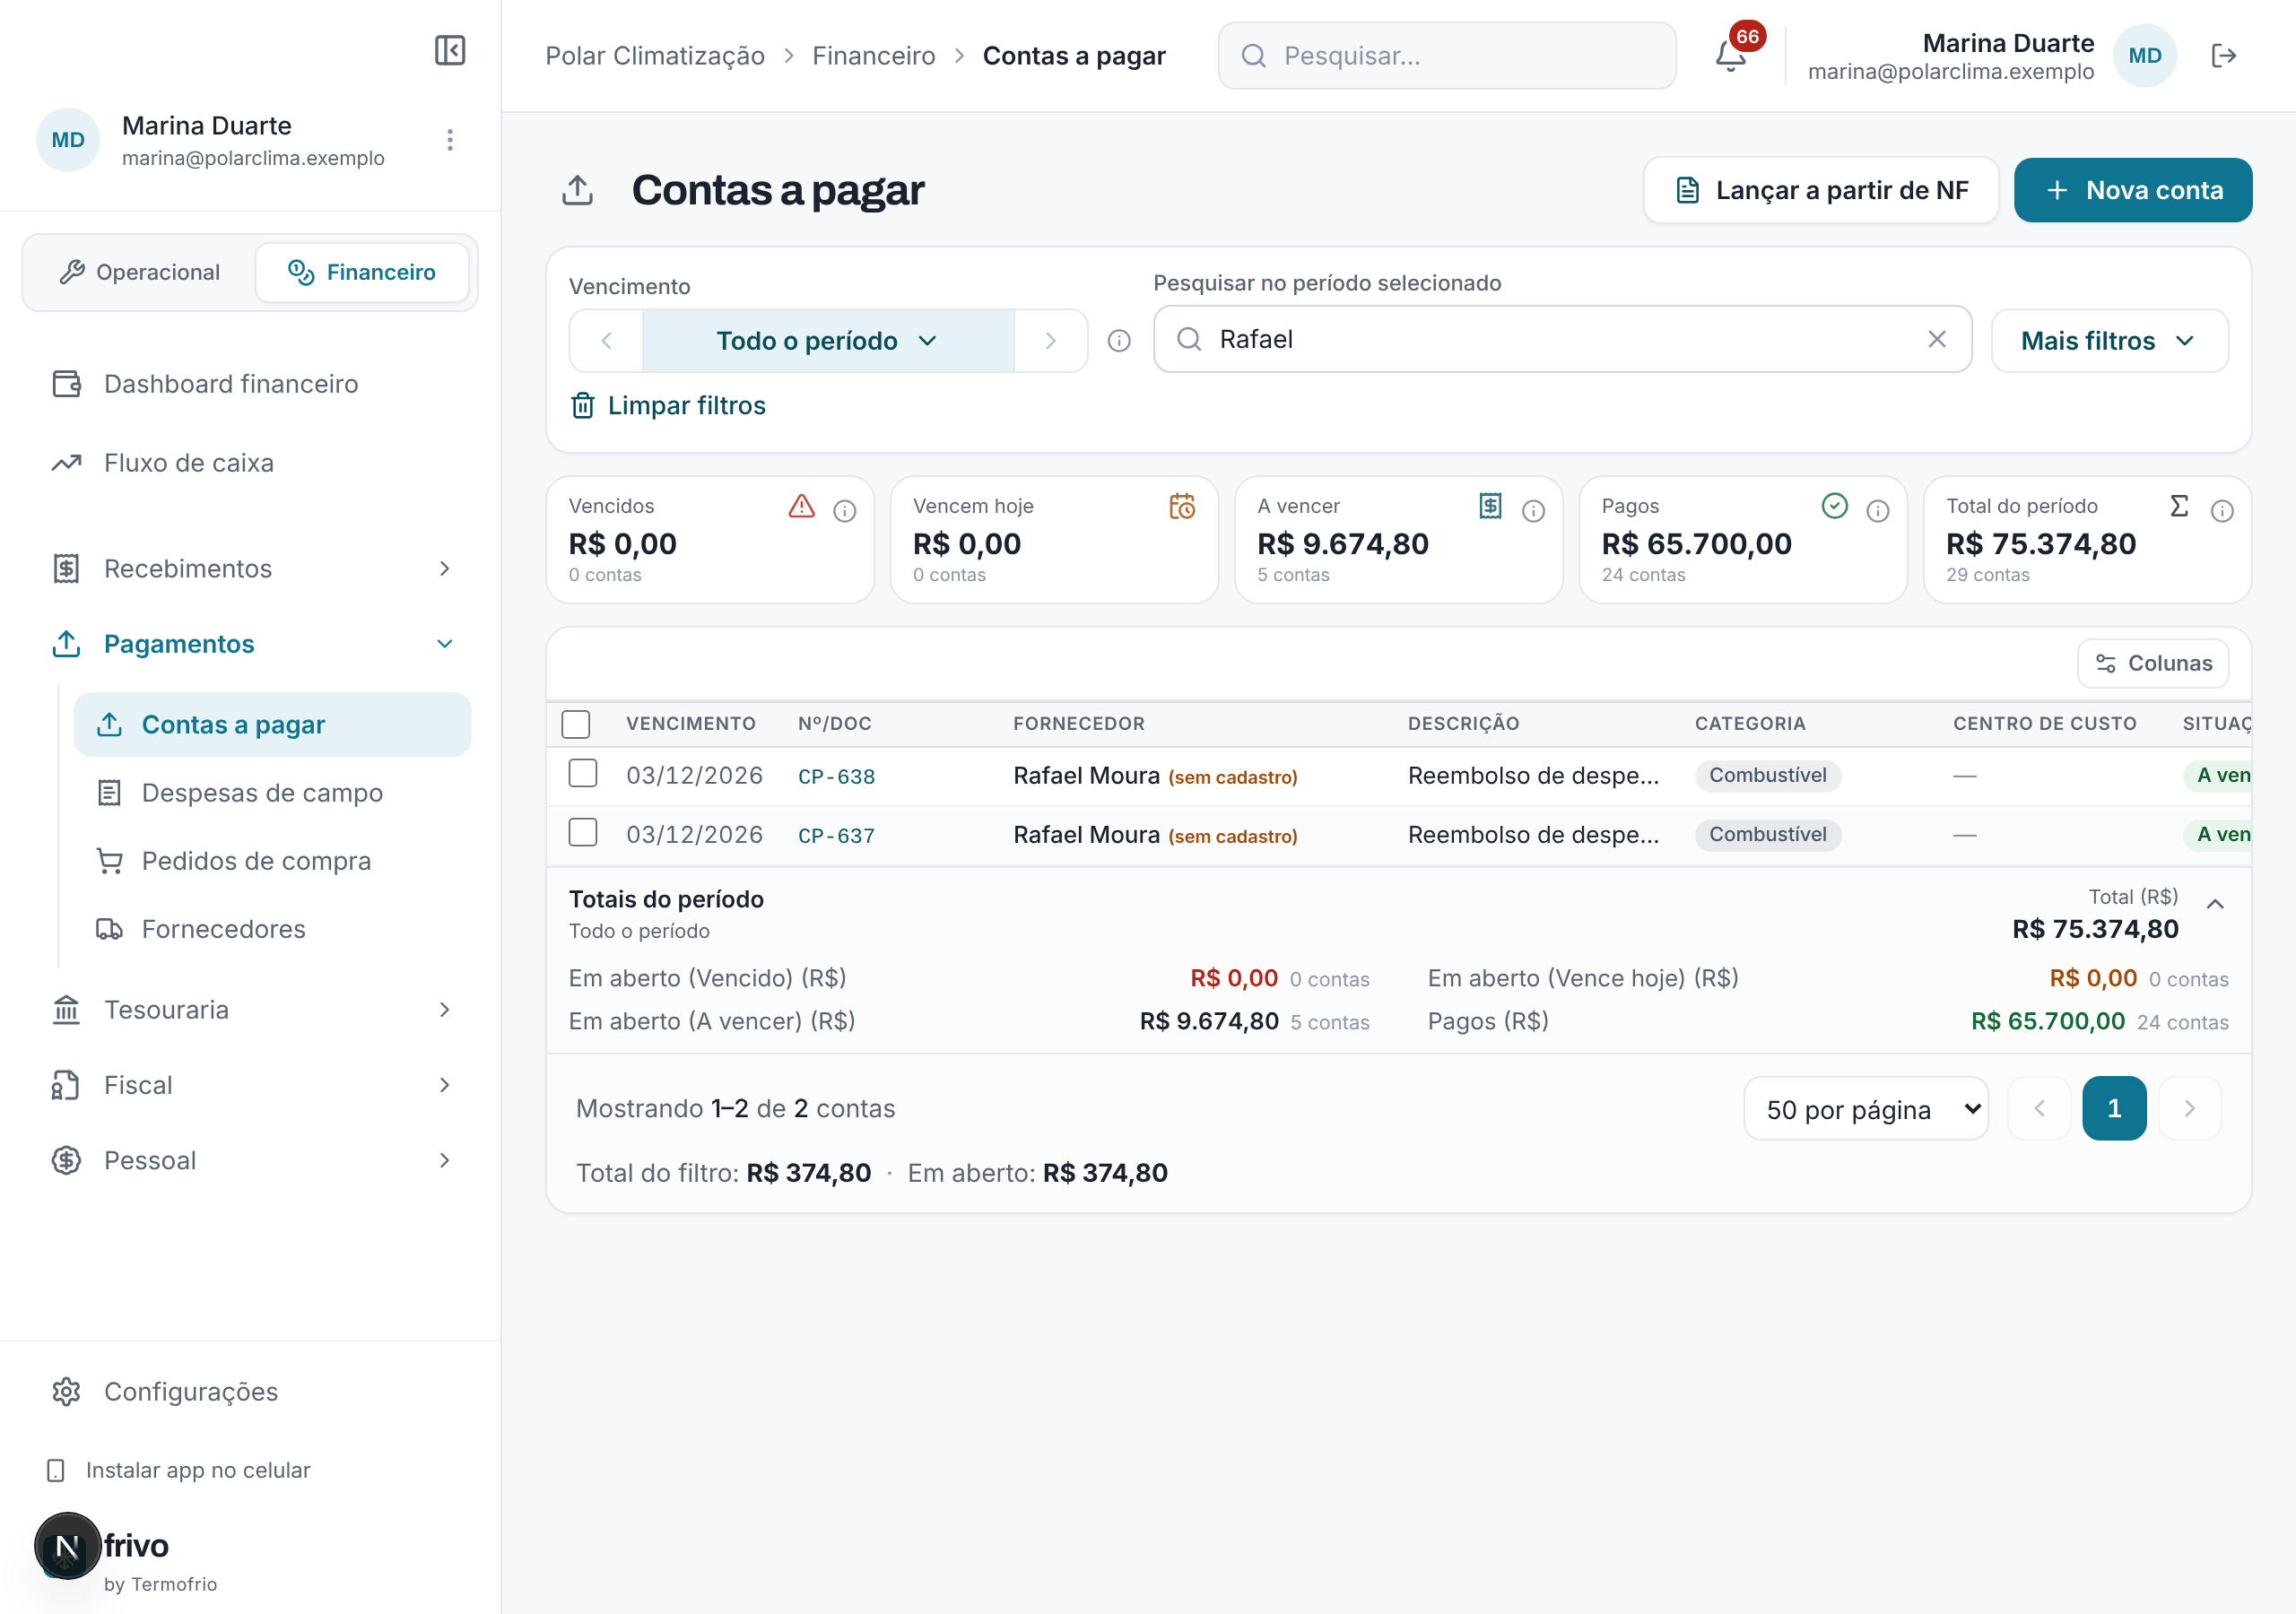 Polar Climatização > Financeiro > Contas a pagar
Pesquisar...
66
Marina Duarte
marina@polarclima.exemplo
MD
MD
Marina Duarte
marina@polarclima.exemplo
Operacional
Financeiro
Dashboard financeiro
Fluxo de caixa
Recebimentos
Pagamentos
Contas a pagar
Despesas de campo
Pedidos de compra
Fornecedores
Tesouraria
Fiscal
Pessoal
Configurações
Instalar app no celular
N
frivo
by Termofrio
Contas a pagar
Lançar a partir de NF
+ Nova conta
Vencimento
Todo o período
Pesquisar no período selecionado
Rafael
Mais filtros
Limpar filtros
Vencidos
R$ 0,00
0 contas
Vencem hoje
R$ 0,00
0 contas
A vencer
R$ 9.674,80
5 contas
Pagos
R$ 65.700,00
24 contas
Total do período
Σ
R$ 75.374,80
29 contas
Colunas
VENCIMENTO Nº/DOC FORNECEDOR DESCRIÇÃO CATEGORIA CENTRO DE CUSTO SITUAÇ
03/12/2026 CP-638 Rafael Moura (sem cadastro) Reembolso de despe... Combustível — A ven
03/12/2026 CP-637 Rafael Moura (sem cadastro) Reembolso de despe... Combustível — A ven
Totais do período
Todo o período
Total (R$)
R$ 75.374,80
Em aberto (Vencido) (R$) R$ 0,00 0 contas
Em aberto (Vence hoje) (R$) R$ 0,00 0 contas
Em aberto (A vencer) (R$) R$ 9.674,80 5 contas
Pagos (R$) R$ 65.700,00 24 contas
Mostrando 1–2 de 2 contas
50 por página
1
Total do filtro: R$ 374,80 · Em aberto: R$ 374,80